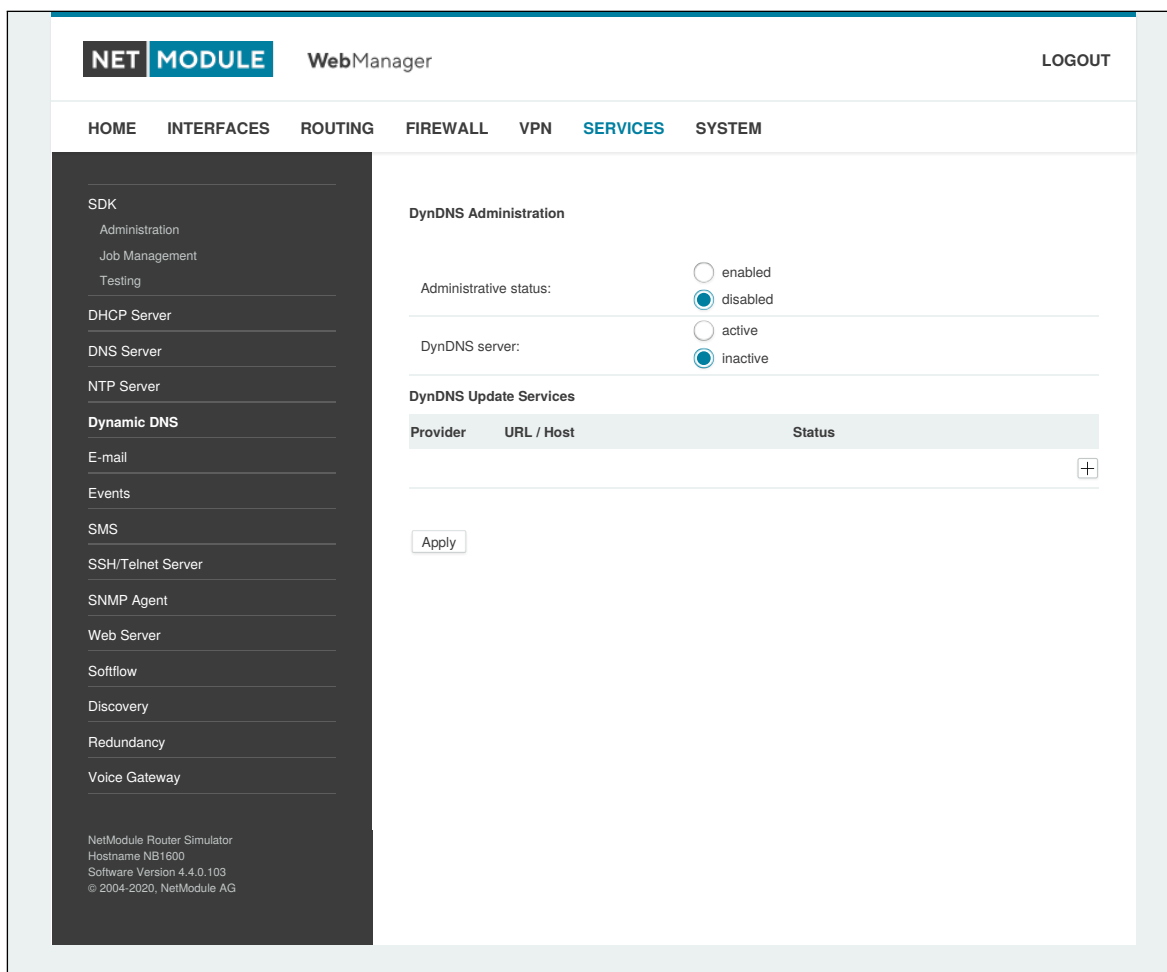 NET MODULE WebManager LOGOUT
HOME INTERFACES ROUTING FIREWALL VPN SERVICES SYSTEM
SDK
Administration
Job Management
Testing
DHCP Server
DNS Server
NTP Server
Dynamic DNS
E-mail
Events
SMS
SSH/Telnet Server
SNMP Agent
Web Server
Softflow
Discovery
Redundancy
Voice Gateway
NetModule Router Simulator
Hostname NB1600
Software Version 4.4.0.103
© 2004-2020, NetModule AG
DynDNS Administration
Administrative status:
enabled
disabled
DynDNS server:
active
inactive
DynDNS Update Services
Provider URL / Host Status
Apply